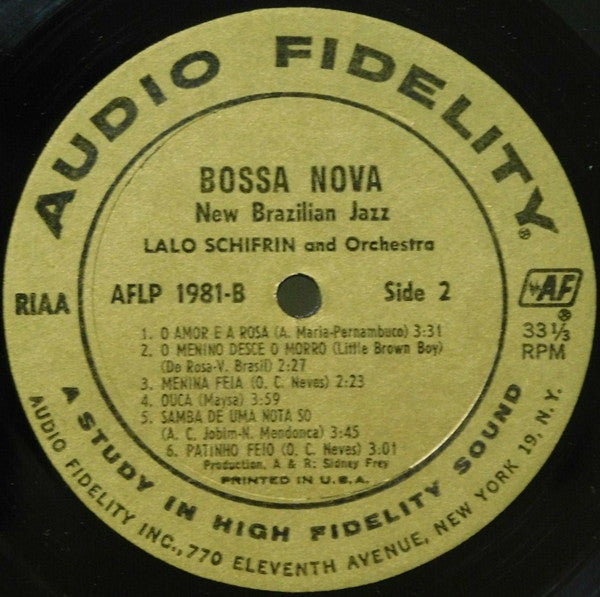 AUDIO FIDELITY®
BOSSA NOVA
New Brazilian Jazz
LALO SCHIFRIN and Orchestra
RIAA
AFLP 1981-B
Side 2
AF®
33 1/3
RPM
1. O AMOR E A ROSA (A. Maria-Pernambuco) 3:31
2. O MENINO DESCE O MORRO (Little Brown Boy)
(De Rosa-V. Brasil) 2:27
3. MENINA FEIA (O. C. Neves) 2:23
4. OUCA (Maysa) 3:59
5. SAMBA DE UMA NOTA SO
(A. C. Jobim-N. Mendonca) 3:45
6. PATINHO FEIO (O. C. Neves) 3:01
Production, A & R: Sidney Frey
PRINTED IN U.S.A.
A STUDY IN HIGH FIDELITY SOUND
AUDIO FIDELITY INC., 770 ELEVENTH AVENUE, NEW YORK 19, N. Y.